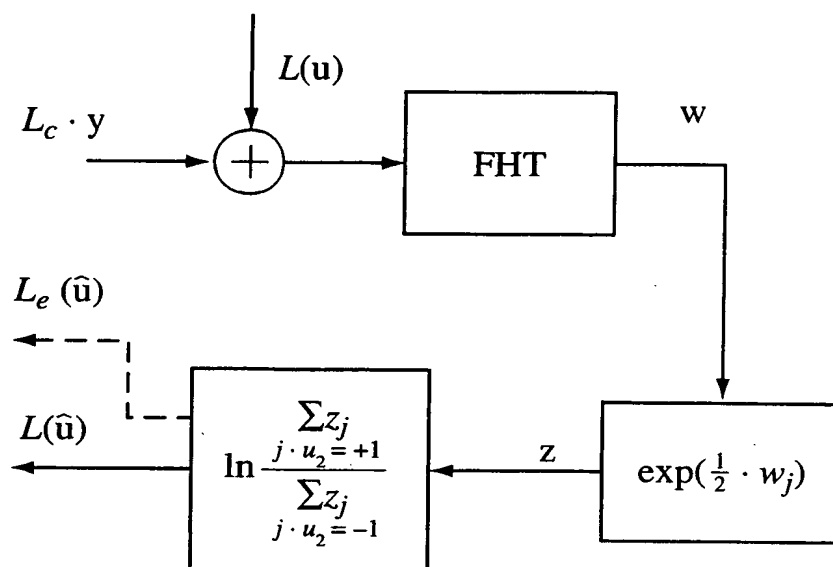 L(u)
L_c · y
+
FHT
w
L_e (û)
L(û)
ln
∑z_j
j · u_2 = +1
∑z_j
j · u_2 = −1
z
exp(½ · w_j)